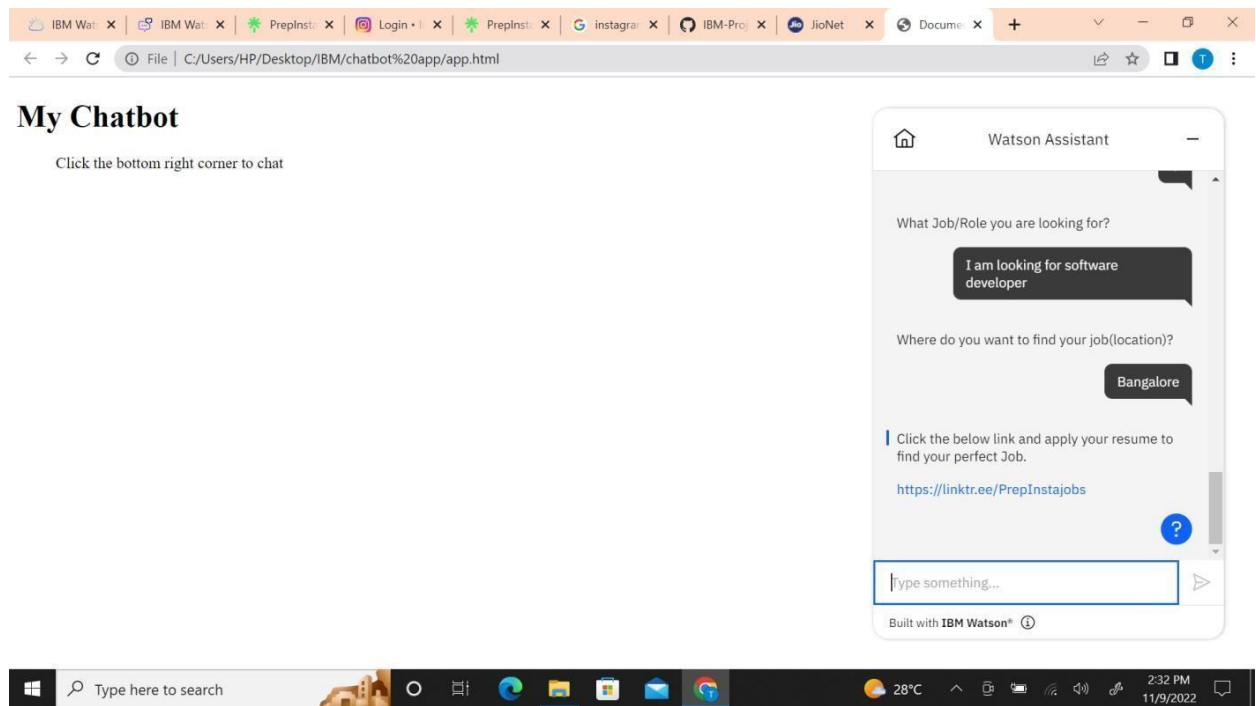 IBM Wat
IBM Wat
PrepInsta
Login • I
PrepInsta
instagra
IBM-Proj
Jio
JioNet
Docume
File | C:/Users/HP/Desktop/IBM/chatbot%20app/app.html
T
My Chatbot
Click the bottom right corner to chat
Watson Assistant
What Job/Role you are looking for?
I am looking for software
developer
Where do you want to find your job(location)?
Bangalore
Click the below link and apply your resume to
find your perfect Job.
https://linktr.ee/PrepInstajobs
?
Type something...
Built with IBM Watson®
Type here to search
28°C
2:32 PM
11/9/2022